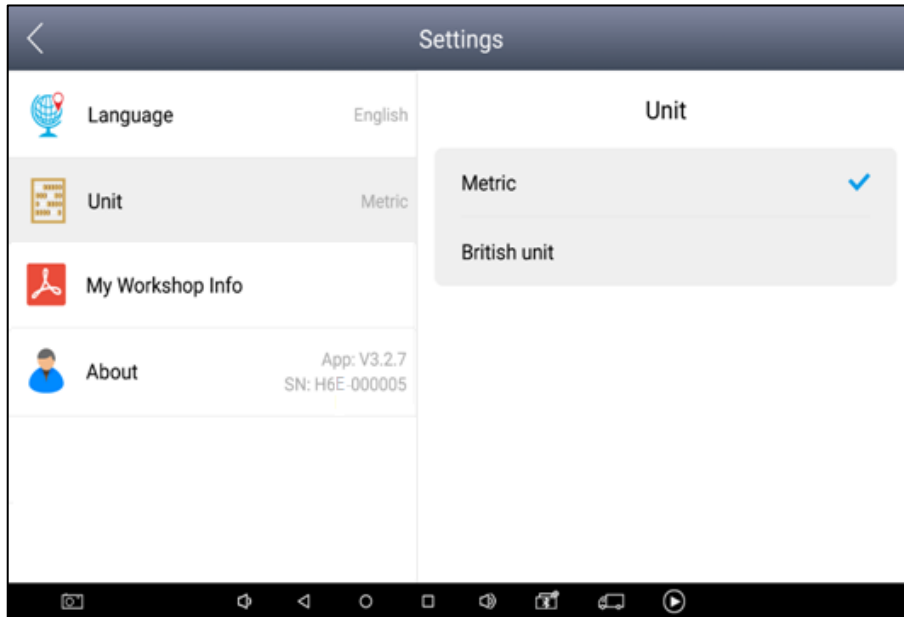 Settings
Language English
Unit Metric
My Workshop Info
About App: V3.2.7
SN: H6E-000005
Unit
Metric
British unit